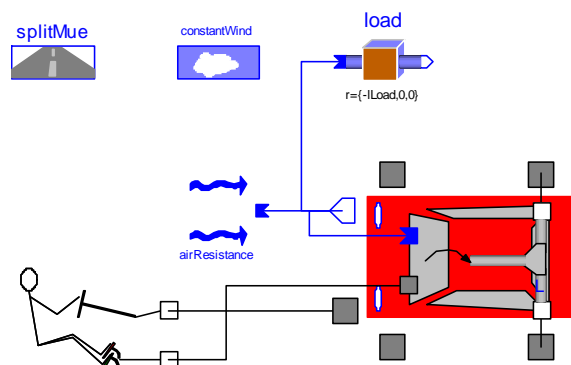 splitMue
constantWind
load
r={-lLoad,0,0}
airResistance
L